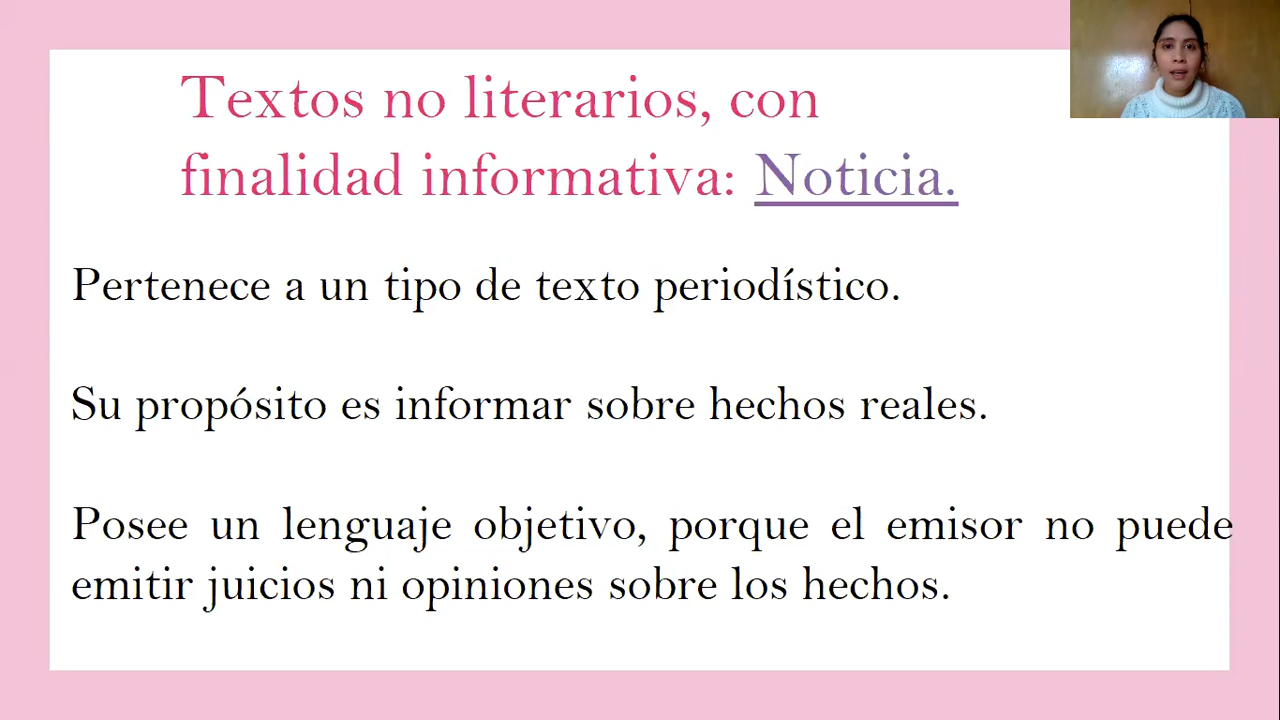 Textos no literarios, con
finalidad informativa: Noticia.
Pertenece a un tipo de texto periodístico.
Su propósito es informar sobre hechos reales.
Posee un lenguaje objetivo, porque el emisor no puede
emitir juicios ni opiniones sobre los hechos.